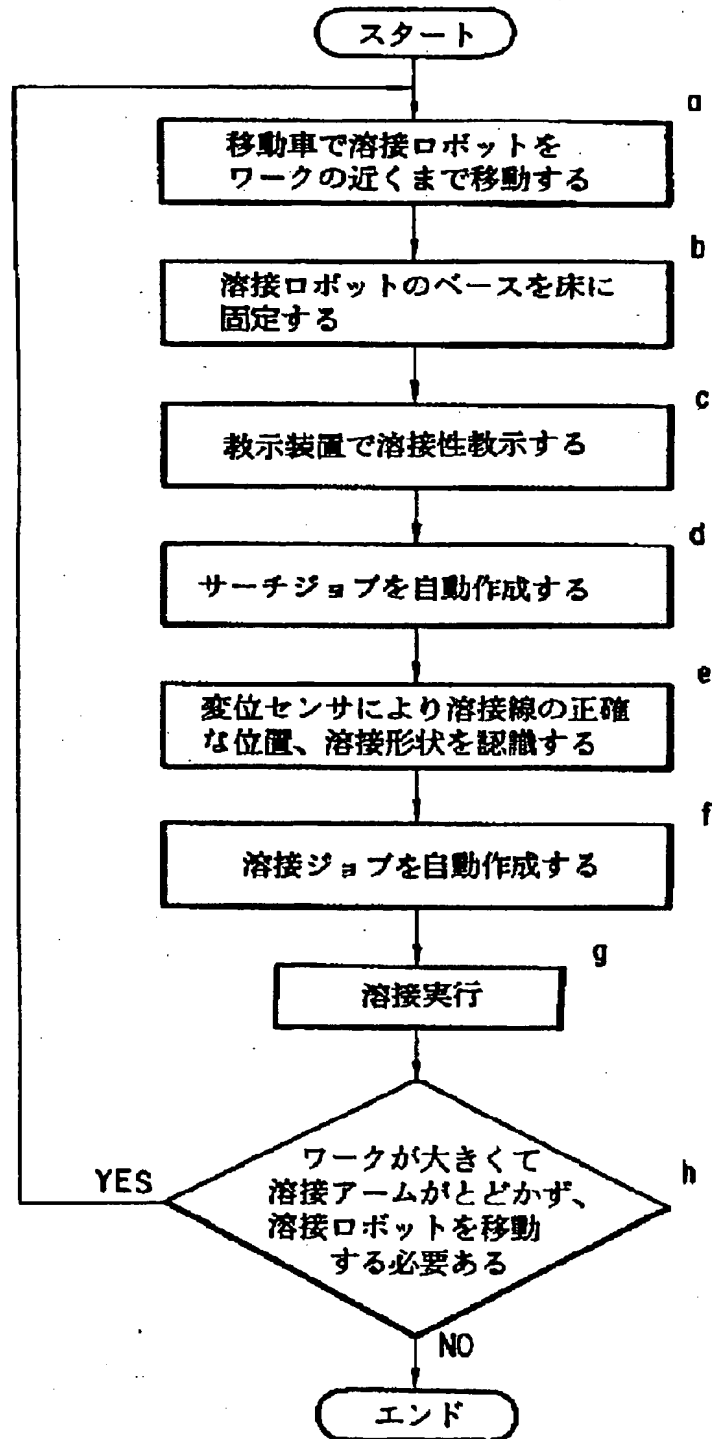 スタート
a
移動車で溶接ロボットを
ワークの近くまで移動する
b
溶接ロボットのベースを床に
固定する
c
教示装置で溶接性教示する
d
サーチジョブを自動作成する
e
変位センサにより溶接線の正確
な位置、溶接形状を認識する
f
溶接ジョブを自動作成する
g
溶接実行
h
ワークが大きくて
溶接アームがとどかず、
溶接ロボットを移動
する必要ある
YES
NO
エンド